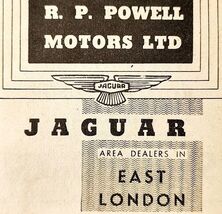 R. P. POWELL
MOTORS LTD
JAGUAR
JAGUAR
AREA DEALERS IN
EAST
LONDON